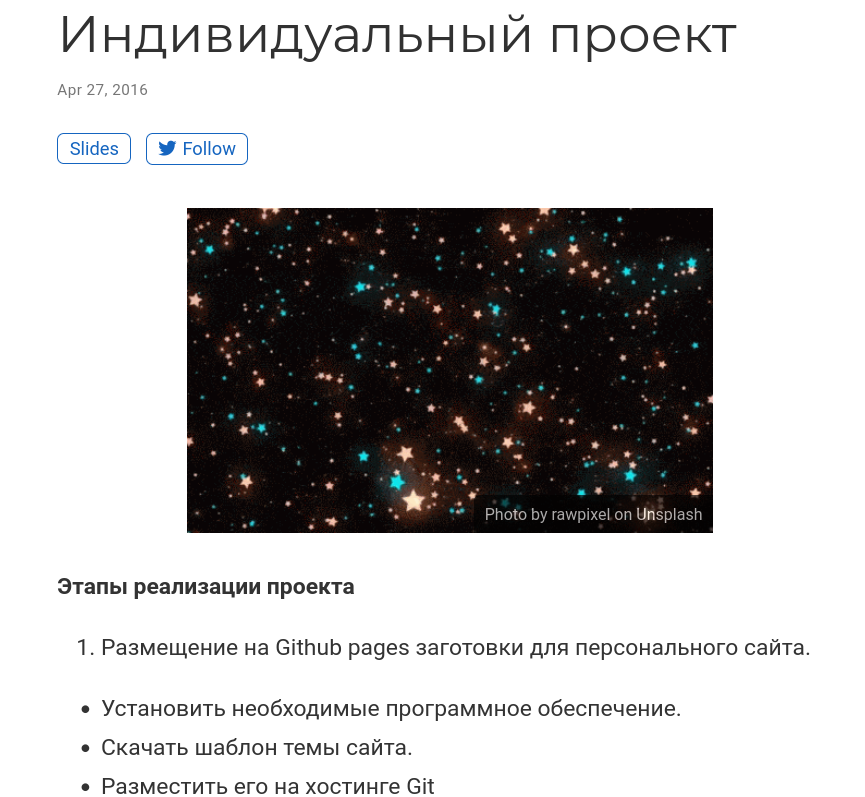 Индивидуальный проект
Apr 27, 2016
Slides Follow
Photo by rawpixel on Unsplash
Этапы реализации проекта
1. Размещение на Github pages заготовки для персонального сайта.
• Установить необходимые программное обеспечение.
• Скачать шаблон темы сайта.
• Разместить его на хостинге Git